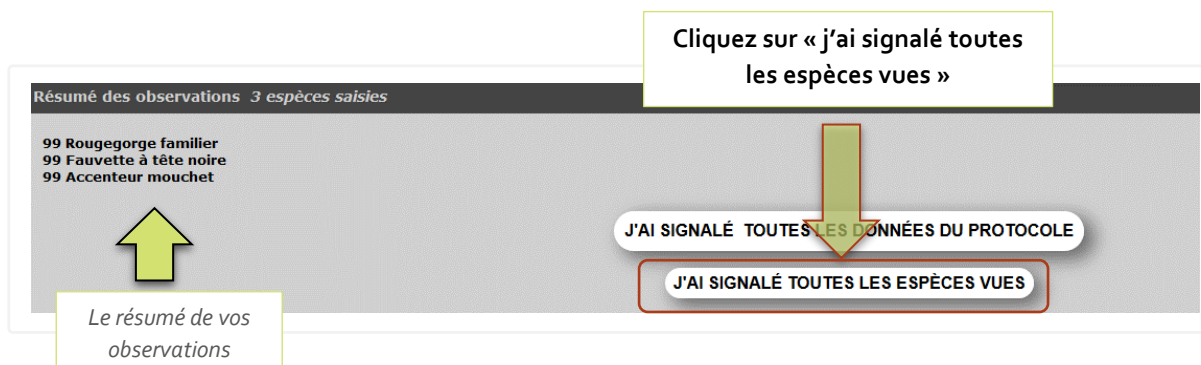 Cliquez sur « j’ai signalé toutes
les espèces vues »
Résumé des observations 3 espèces saisies
99 Rougegorge familier
99 Fauvette à tête noire
99 Accenteur mouchet
J'AI SIGNALÉ TOUTES LES DONNÉES DU PROTOCOLE
J'AI SIGNALÉ TOUTES LES ESPÈCES VUES
Le résumé de vos
observations